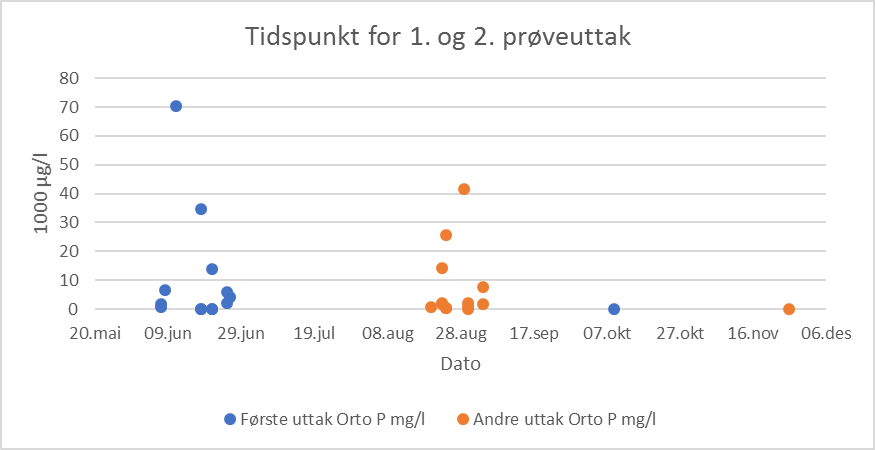 Tidspunkt for 1. og 2. prøveuttak
80
70
60
50
40
30
20
10
0
1000 µg/l
20.mai 09.jun 29.jun 19.jul 08.aug 28.aug 17.sep 07.okt 27.okt 16.nov 06.des
Dato
Første uttak Orto P mg/l Andre uttak Orto P mg/l